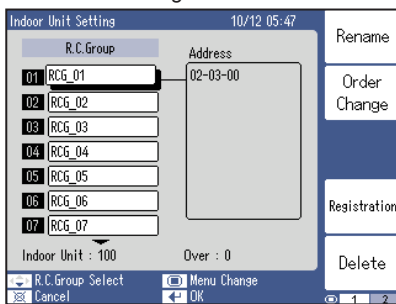 Indoor Unit Setting 10/12 05:47
R.C.Group Address
01 RCG_01 02-03-00
02 RCG_02
03 RCG_03
04 RCG_04
05 RCG_05
06 RCG_06
07 RCG_07
Indoor Unit : 100 Over : 0
R.C.Group Select Menu Change
Cancel OK
Rename
Order
Change
Registration
Delete
1 2